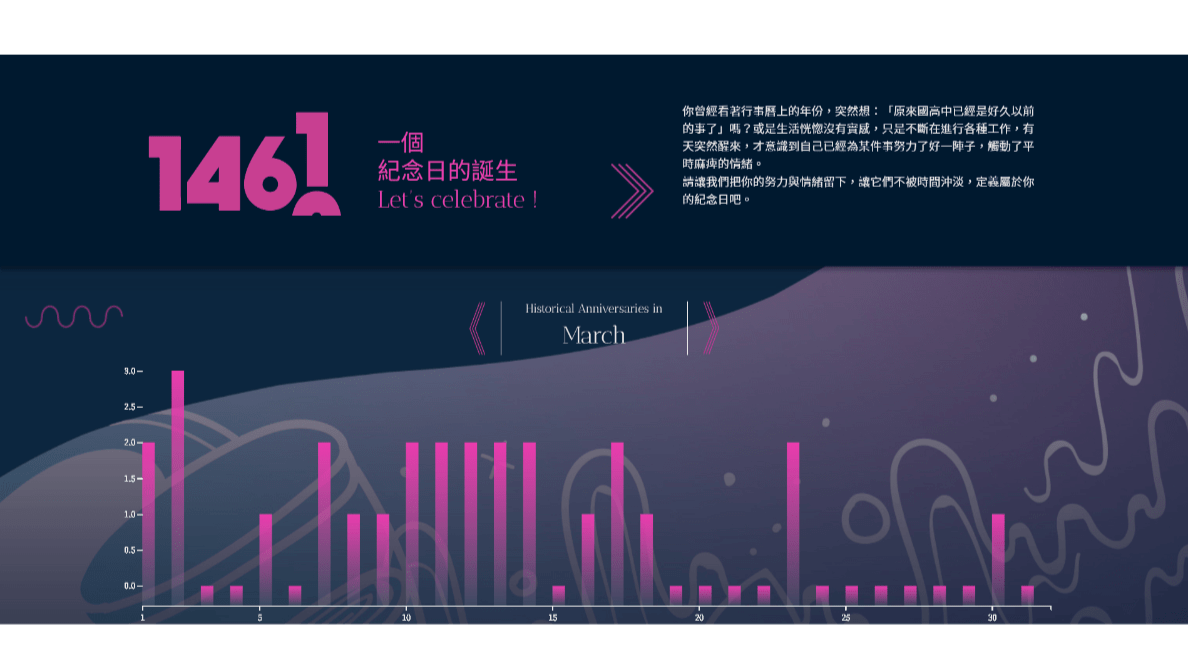 1461
一個
紀念日的誕生
Let's celebrate !
你曾經看著行事曆上的年份，突然想：「原來國高中已經是好久以前
的事了」嗎？或是生活恍惚沒有實感，只是不斷在進行各種工作，有
天突然醒來，才意識到自己已經為某件事努力了好一陣子，觸動了平
時麻痺的情緒。
請讓我們把你的努力與情緒留下，讓它們不被時間沖淡，定義屬於你
的紀念日吧。
Historical Anniversaries in
March
3.0
2.5
2.0
1.5
1.0
0.5
0.0
1 5 10 15 20 25 30